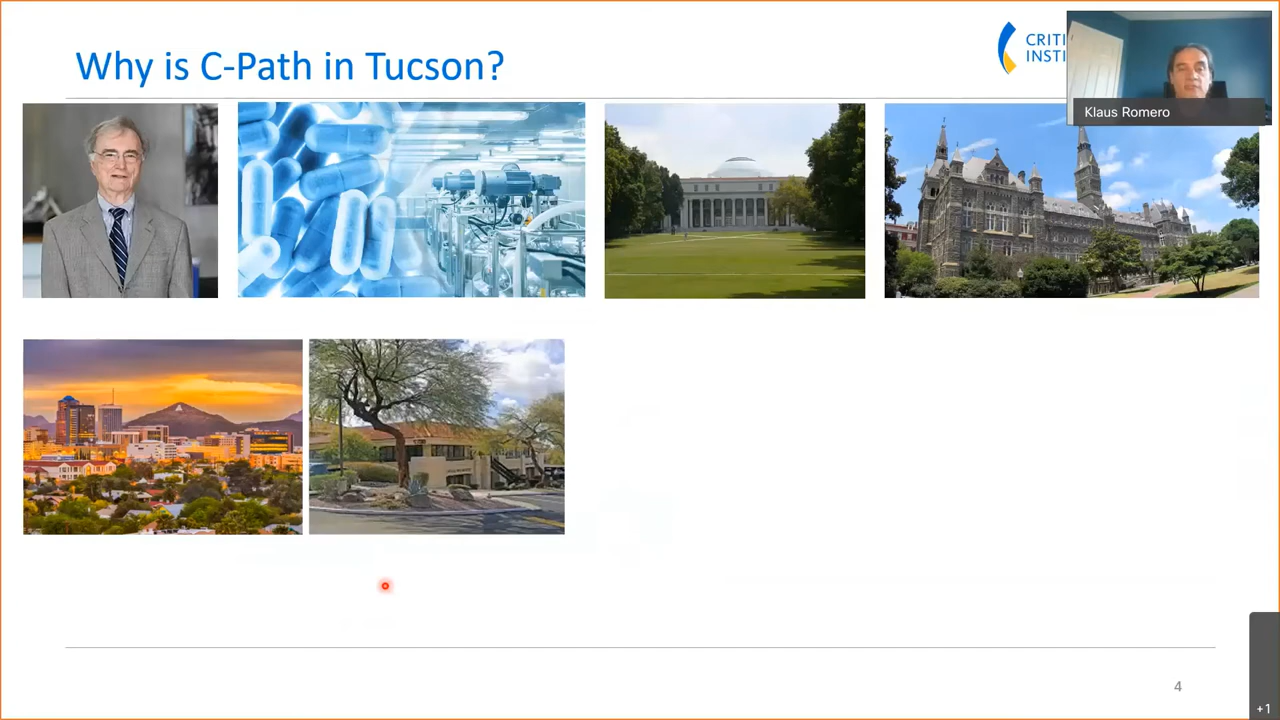 Why is C-Path in Tucson?
CRITI
INSTI
Klaus Romero
4
+1